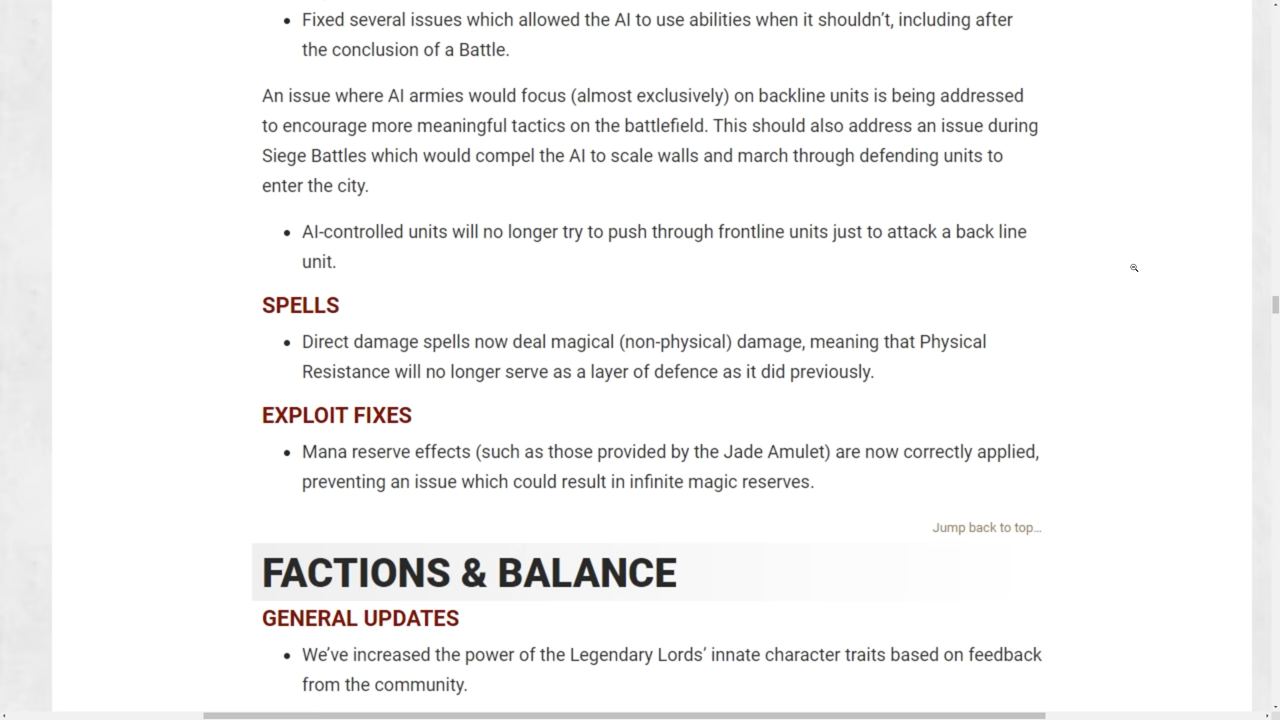 • Fixed several issues which allowed the AI to use abilities when it shouldn’t, including after
the conclusion of a Battle.
An issue where AI armies would focus (almost exclusively) on backline units is being addressed
to encourage more meaningful tactics on the battlefield. This should also address an issue during
Siege Battles which would compel the AI to scale walls and march through defending units to
enter the city.
• AI-controlled units will no longer try to push through frontline units just to attack a back line
unit.
SPELLS
• Direct damage spells now deal magical (non-physical) damage, meaning that Physical
Resistance will no longer serve as a layer of defence as it did previously.
EXPLOIT FIXES
• Mana reserve effects (such as those provided by the Jade Amulet) are now correctly applied,
preventing an issue which could result in infinite magic reserves.
Jump back to top...
FACTIONS & BALANCE
GENERAL UPDATES
• We’ve increased the power of the Legendary Lords’ innate character traits based on feedback
from the community.